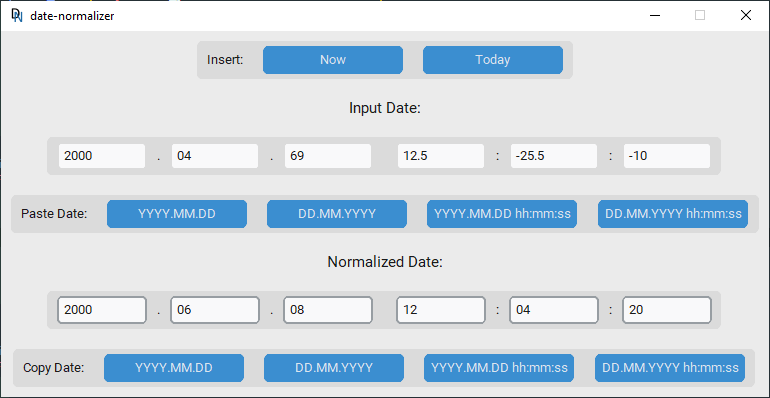 date-normalizer
Insert: Now Today
Input Date:
2000 . 04 . 69 12.5 : -25.5 : -10
Paste Date: YYYY.MM.DD DD.MM.YYYY YYYY.MM.DD hh:mm:ss DD.MM.YYYY hh:mm:ss
Normalized Date:
2000 . 06 . 08 12 : 04 : 20
Copy Date: YYYY.MM.DD DD.MM.YYYY YYYY.MM.DD hh:mm:ss DD.MM.YYYY hh:mm:ss